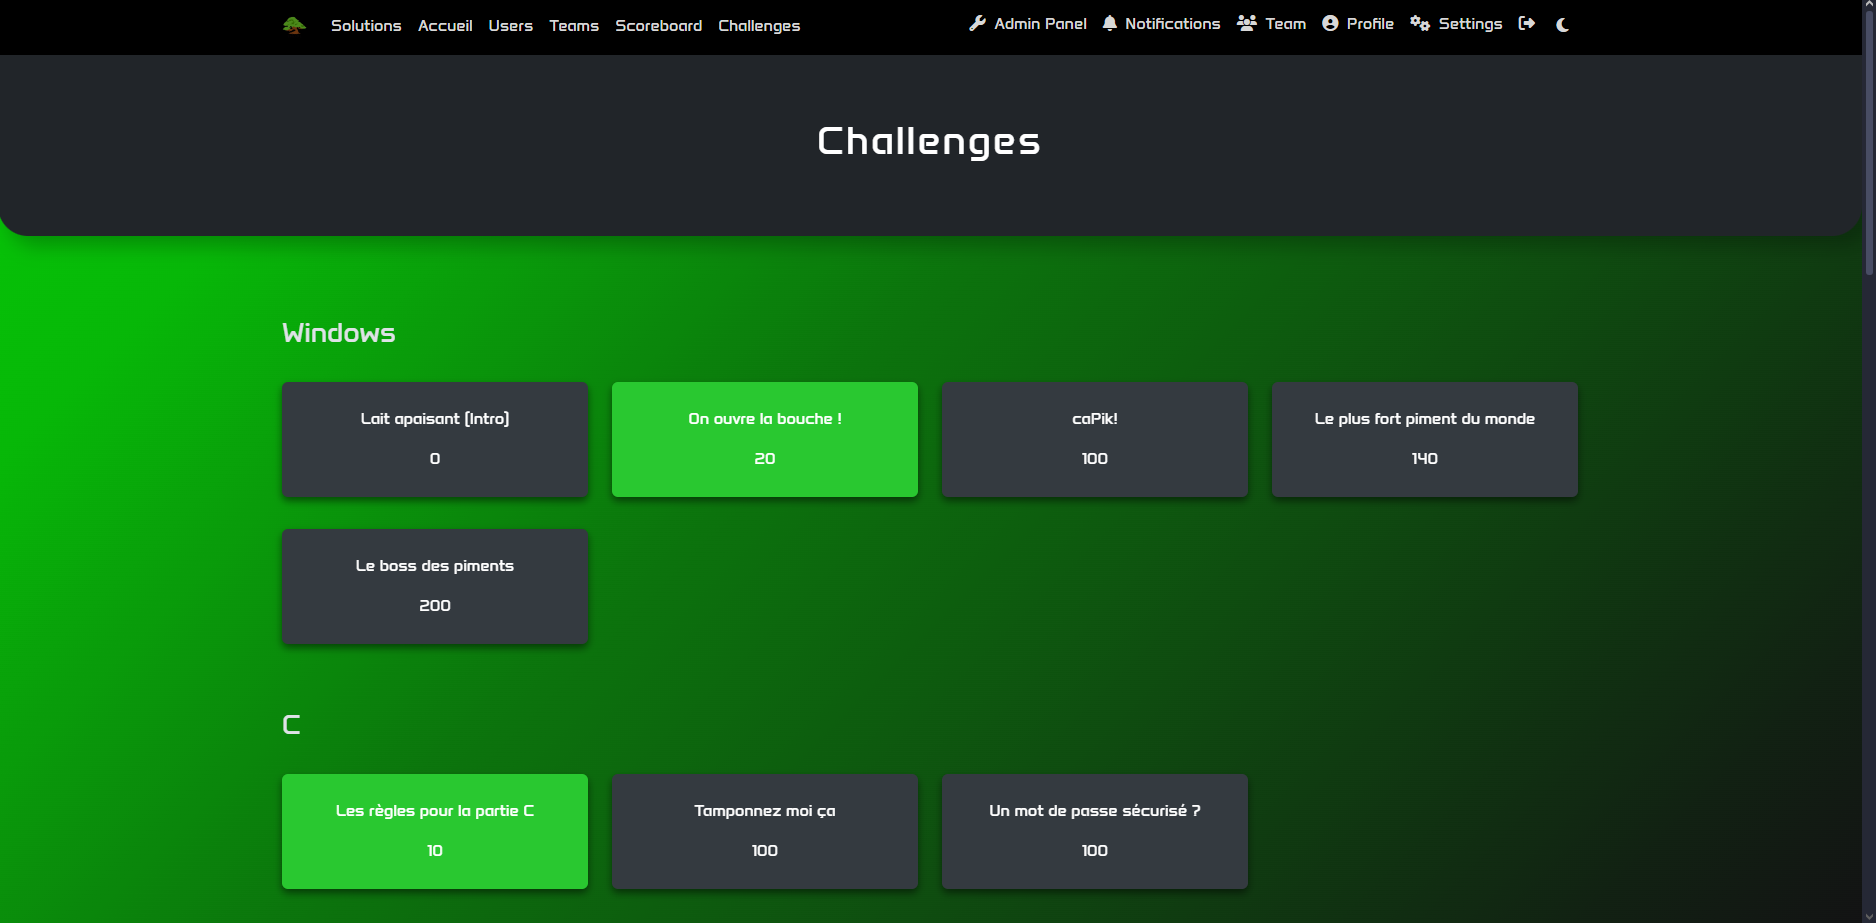 Solutions Accueil Users Teams Scoreboard Challenges Admin Panel Notifications Team Profile Settings
Challenges
Windows
Lait apaisant [Intro]
0
On ouvre la bouche !
20
caPik!
100
Le plus fort piment du monde
140
Le boss des piments
200
C
Les règles pour la partie C
10
Tamponnez moi ça
100
Un mot de passe sécurisé ?
100